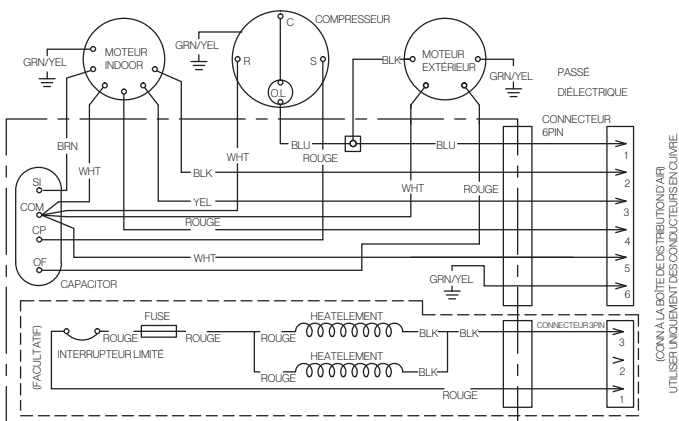 COMPRESSEUR
C
R
S
O.L
GRN/YEL
MOTEUR
INDOOR
GRN/YEL
BLK
MOTEUR
EXTÉRIEUR
GRN/YEL
PASSÉ
DIÉLECTRIQUE
CONNECTEUR
6PIN
BRN
WHT
WHT
BLU
ROUGE
BLU
1
BLK
2
SI
COM
CP
OF
CAPACITOR
YEL
WHT
ROUGE
3
ROUGE
4
WHT
5
GRN/YEL
6
(CONN À LA BOÎTE DE DISTRIBUTION D'AIR)
UTILISER UNIQUEMENT DES CONDUCTEURS EN CUIVRE.
(FACULTATIF)
FUSE
HEATELEMENT
CONNECTEUR 3PIN
ROUGE
ROUGE
ROUGE
BLK
BLK
3
INTERRUPTEUR LIMITÉ
HEATELEMENT
2
ROUGE
BLK
ROUGE
1